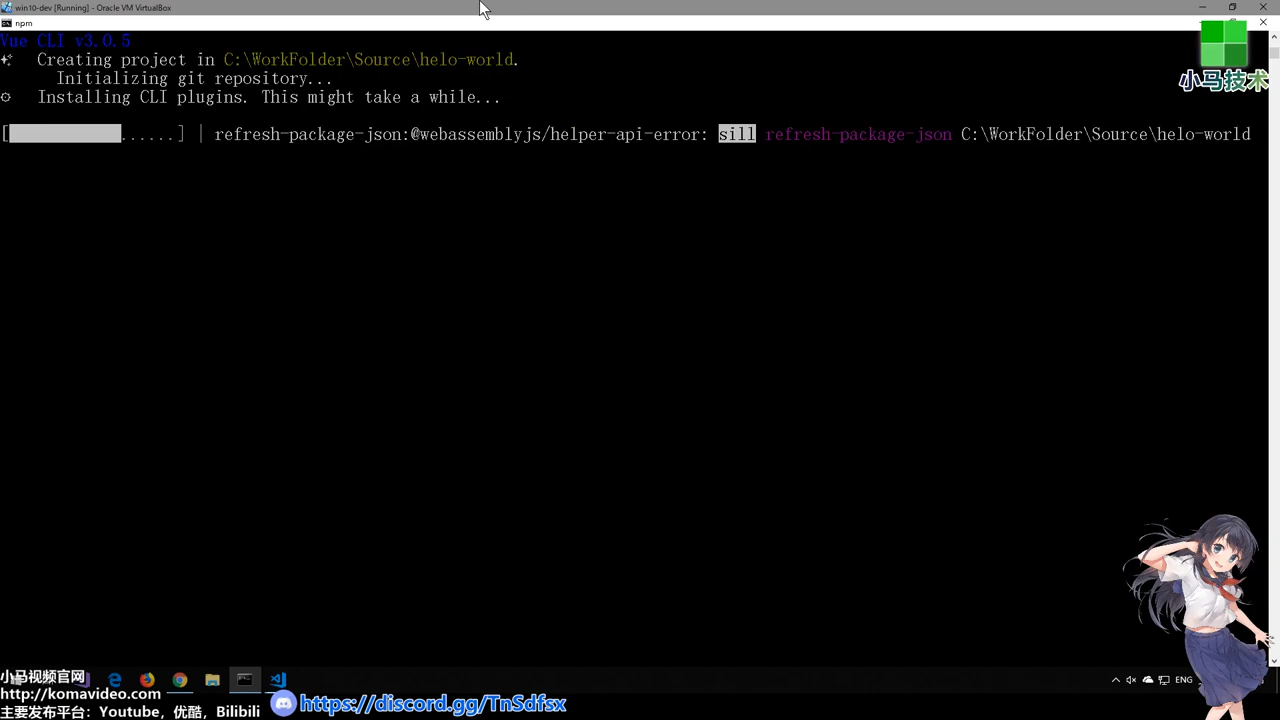 win10-dev [Running] - Oracle VM VirtualBox
npm
Vue CLI v3.0.5
Creating project in C:\WorkFolder\Source\helo-world.
Initializing git repository...
Installing CLI plugins. This might take a while...
[ ......] | refresh-package-json:@webassemblyjs/helper-api-error: sill refresh-package-json C:\WorkFolder\Source\helo-world
小马技术
小马视频官网
http://komavideo.com
主要发布平台：Youtube，优酷，Bilibili
https://discord.gg/TnSdfsx
ENG